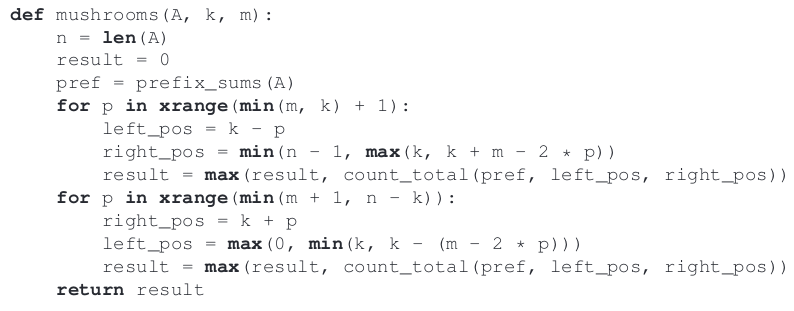 def mushrooms(A, k, m):
    n = len(A)
    result = 0
    pref = prefix_sums(A)
    for p in xrange(min(m, k) + 1):
        left_pos = k - p
        right_pos = min(n - 1, max(k, k + m - 2 * p))
        result = max(result, count_total(pref, left_pos, right_pos))
    for p in xrange(min(m + 1, n - k)):
        right_pos = k + p
        left_pos = max(0, min(k, k - (m - 2 * p)))
        result = max(result, count_total(pref, left_pos, right_pos))
    return result